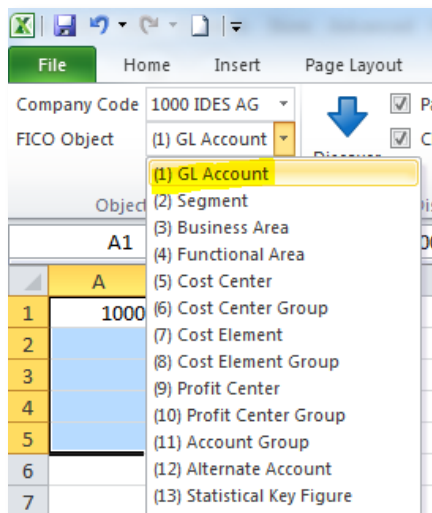 File Home Insert Page Layout
Company Code 1000 IDES AG
FICO Object (1) GL Account
(1) GL Account
(2) Segment
(3) Business Area
(4) Functional Area
(5) Cost Center
(6) Cost Center Group
(7) Cost Element
(8) Cost Element Group
(9) Profit Center
(10) Profit Center Group
(11) Account Group
(12) Alternate Account
(13) Statistical Key Figure
A1
A
1 1000
2
3
4
5
6
7